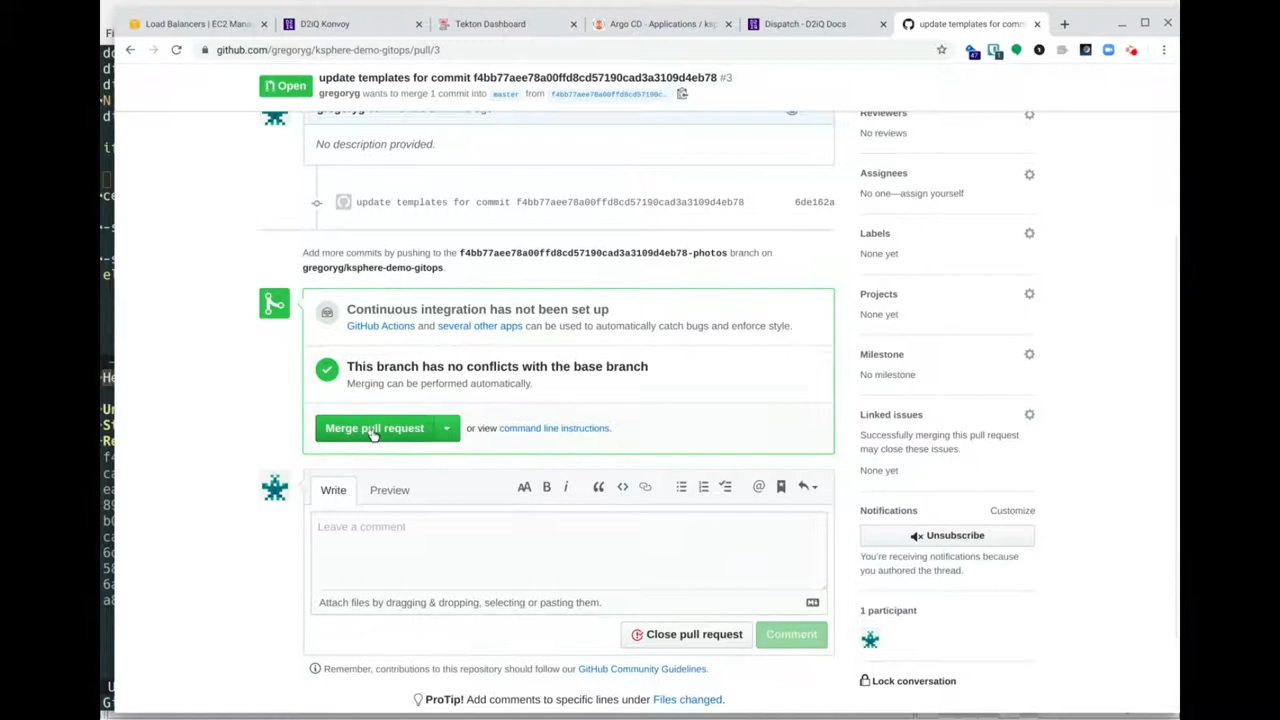 Load Balancers | EC2 Mana
D2iQ Konvoy
Tekton Dashboard
Argo CD - Applications / ksp
Dispatch - D2iQ Docs
update templates for comm
github.com/gregoryg/ksphere-demo-gitops/pull/3
Open
update templates for commit f4bb77aee78a00ffd8cd57190cad3a3109d4eb78 #3
gregoryg wants to merge 1 commit into master from f4bb77aee78a00ffd8cd57190c…
No description provided.
update templates for commit f4bb77aee78a00ffd8cd57190cad3a3109d4eb78
6de162a
Add more commits by pushing to the f4bb77aee78a00ffd8cd57190cad3a3109d4eb78-photos branch on
gregoryg/ksphere-demo-gitops.
Continuous integration has not been set up
GitHub Actions and several other apps can be used to automatically catch bugs and enforce style.
This branch has no conflicts with the base branch
Merging can be performed automatically.
Merge pull request
or view command line instructions.
Write
Preview
AA B i
Leave a comment
Attach files by dragging & dropping, selecting or pasting them.
Close pull request
Comment
Remember, contributions to this repository should follow our GitHub Community Guidelines.
ProTip! Add comments to specific lines under Files changed.
Reviewers
No reviews
Assignees
No one—assign yourself
Labels
None yet
Projects
None yet
Milestone
No milestone
Linked issues
Successfully merging this pull request
may close these issues.
None yet
Notifications
Customize
Unsubscribe
You're receiving notifications because
you authored the thread.
1 participant
Lock conversation